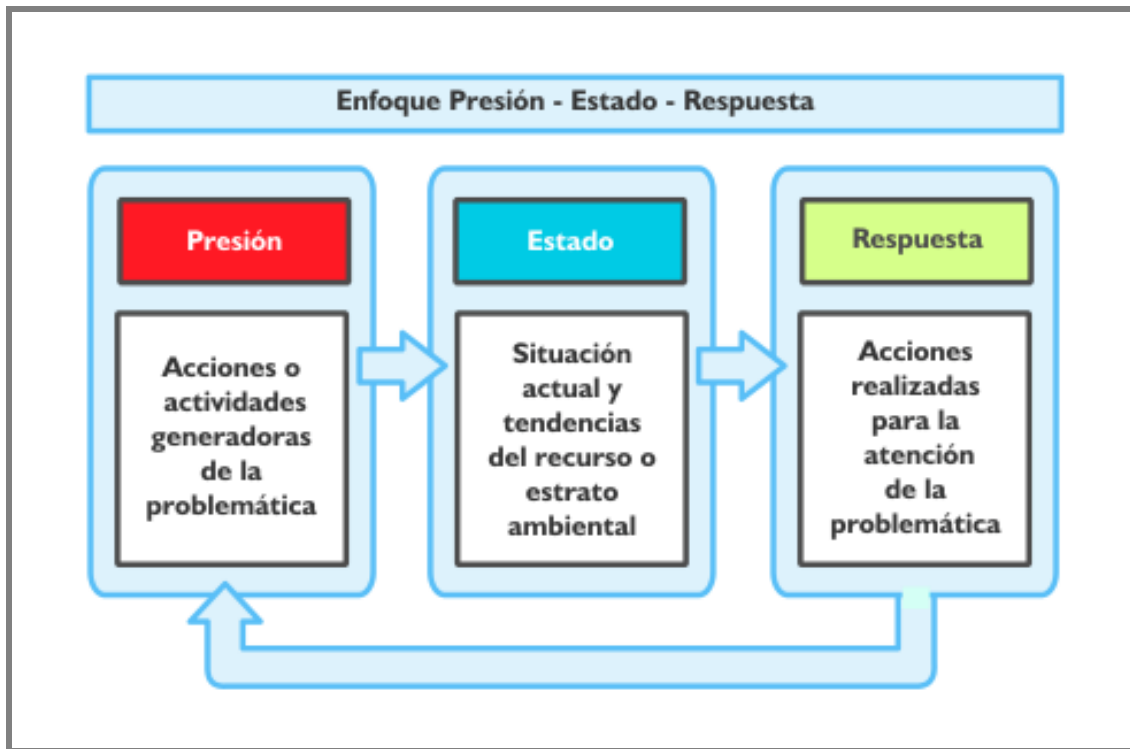 Enfoque Presión - Estado - Respuesta
Presión
Acciones o
actividades
generadoras
de la
problemática
Estado
Situación
actual y
tendencias
del recurso o
estrato
ambiental
Respuesta
Acciones
realizadas
para la
atención
de la
problemática